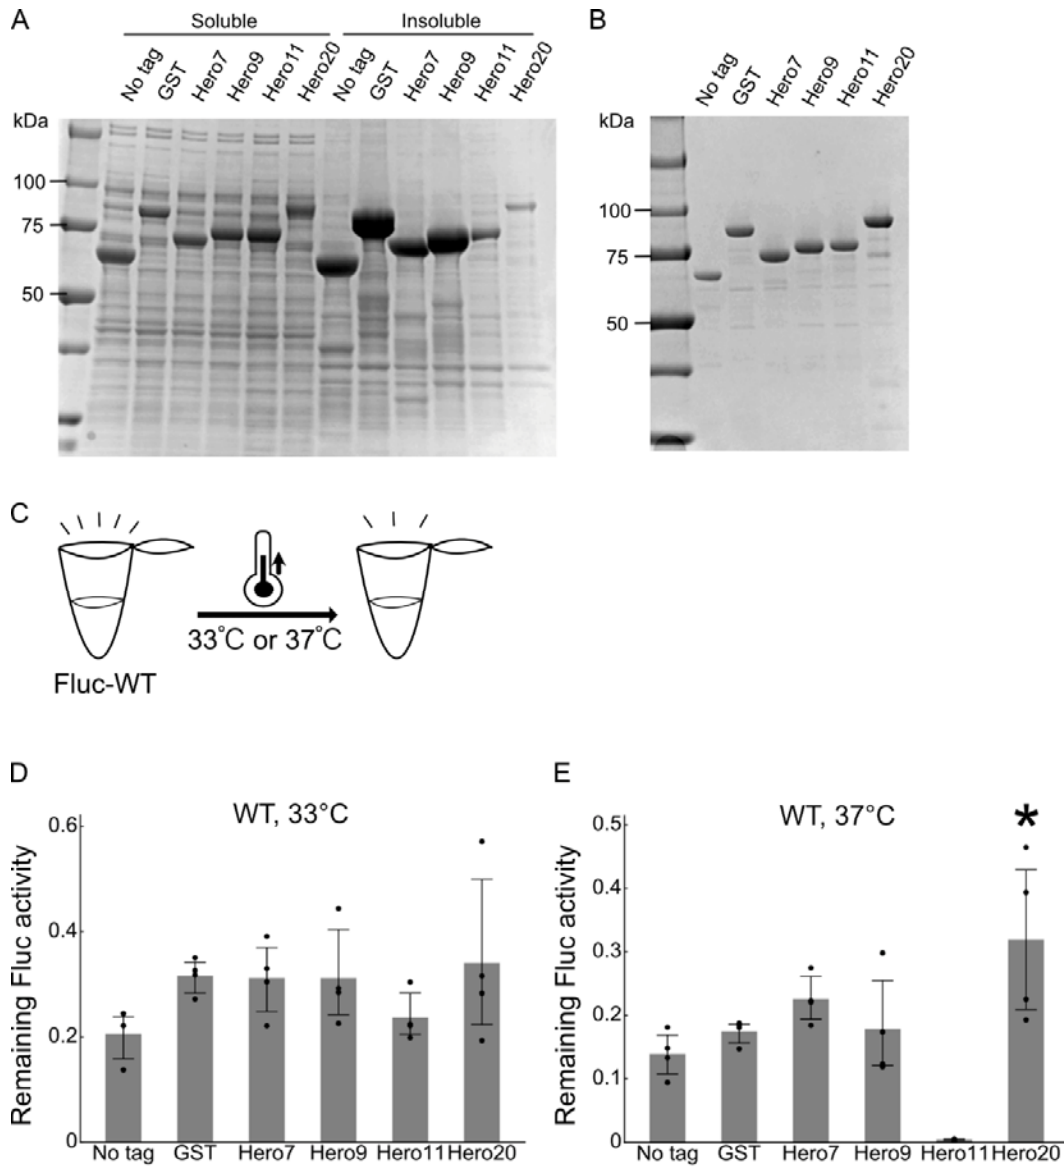 A
Soluble Insoluble
No tag GST Hero7 Hero9 Hero11 Hero20 No tag GST Hero7 Hero9 Hero11 Hero20
kDa
100
75
50
B
No tag GST Hero7 Hero9 Hero11 Hero20
kDa
100
75
50
C
33°C or 37°C
Fluc-WT
D
WT, 33°C
Remaining Fluc activity
0.6
0.4
0.2
0
No tag GST Hero7 Hero9 Hero11 Hero20
E
WT, 37°C
*
Remaining Fluc activity
0.5
0.4
0.3
0.2
0.1
0
No tag GST Hero7 Hero9 Hero11 Hero20